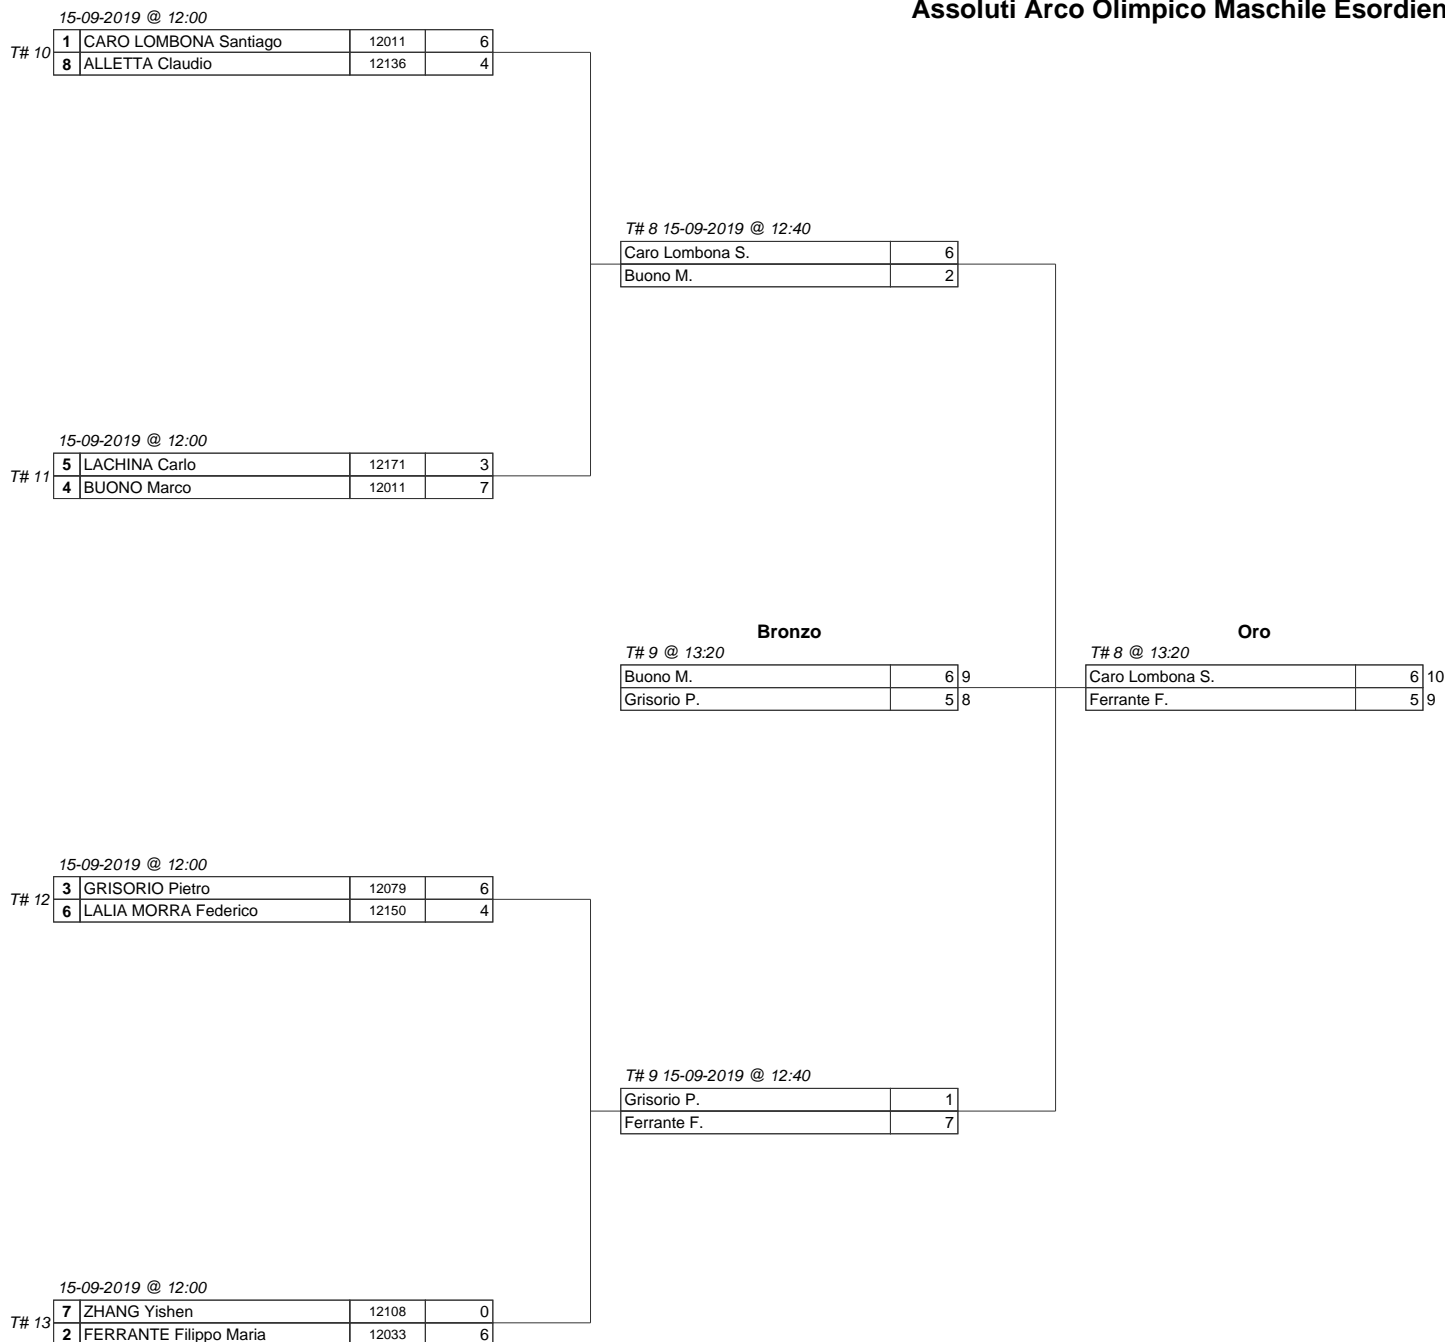 Assoluti Arco Olimpico Maschile Esordien
15-09-2019 @ 12:00
T# 10
1 CARO LOMBONA Santiago 12011 6
8 ALLETTA Claudio 12136 4
T# 8 15-09-2019 @ 12:40
Caro Lombona S. 6
Buono M. 2
15-09-2019 @ 12:00
T# 11
5 LACHINA Carlo 12171 3
4 BUONO Marco 12011 7
Bronzo
T# 9 @ 13:20
Buono M. 6 9
Grisorio P. 5 8
Oro
T# 8 @ 13:20
Caro Lombona S. 6 10
Ferrante F. 5 9
15-09-2019 @ 12:00
T# 12
3 GRISORIO Pietro 12079 6
6 LALIA MORRA Federico 12150 4
T# 9 15-09-2019 @ 12:40
Grisorio P. 1
Ferrante F. 7
15-09-2019 @ 12:00
T# 13
7 ZHANG Yishen 12108 0
2 FERRANTE Filippo Maria 12033 6